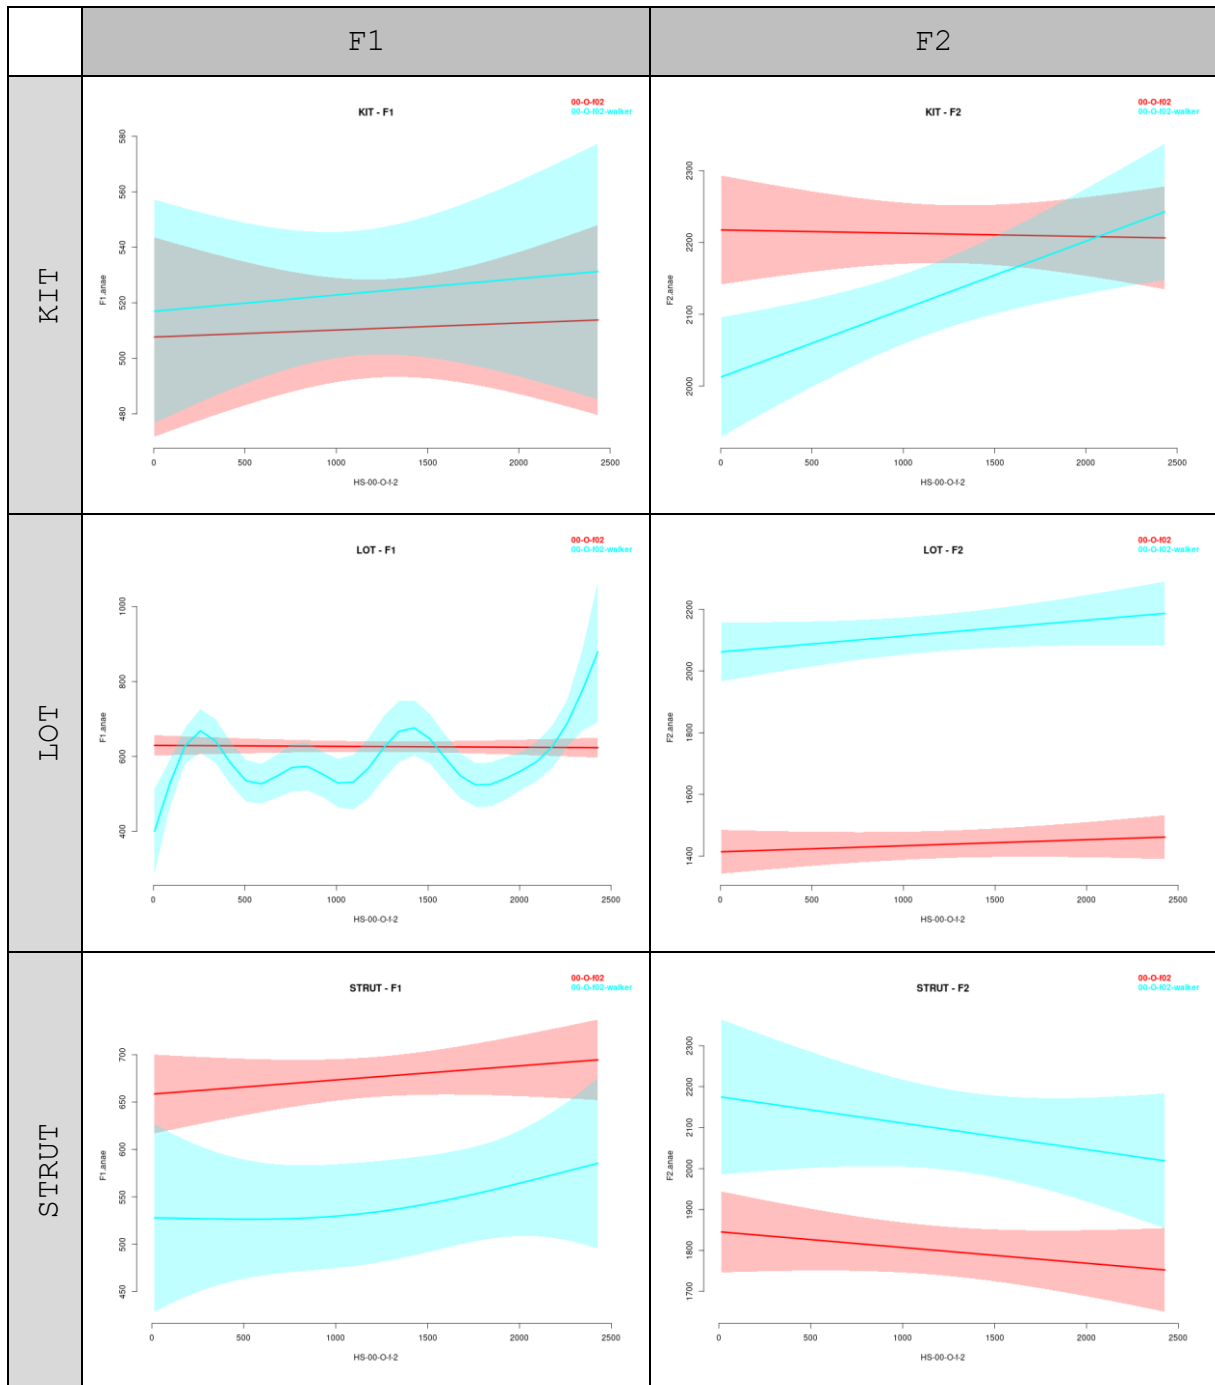 F1
F2
KIT
KIT - F1
00-O-f02
00-O-f02-walker
580
560
540
520
500
480
F1.anae
0 500 1000 1500 2000 2500
HS-00-O-f-2
KIT - F2
00-O-f02
00-O-f02-walker
2300
2200
2100
2000
F2.anae
0 500 1000 1500 2000 2500
HS-00-O-f-2
LOT
LOT - F1
00-O-f02
00-O-f02-walker
1000
800
600
400
F1.anae
0 500 1000 1500 2000 2500
HS-00-O-f-2
LOT - F2
00-O-f02
00-O-f02-walker
2200
2000
1800
1600
1400
F2.anae
0 500 1000 1500 2000 2500
HS-00-O-f-2
STRUT
STRUT - F1
00-O-f02
00-O-f02-walker
700
650
600
550
500
450
F1.anae
0 500 1000 1500 2000 2500
HS-00-O-f-2
STRUT - F2
00-O-f02
00-O-f02-walker
2300
2200
2100
2000
1900
1800
1700
F2.anae
0 500 1000 1500 2000 2500
HS-00-O-f-2